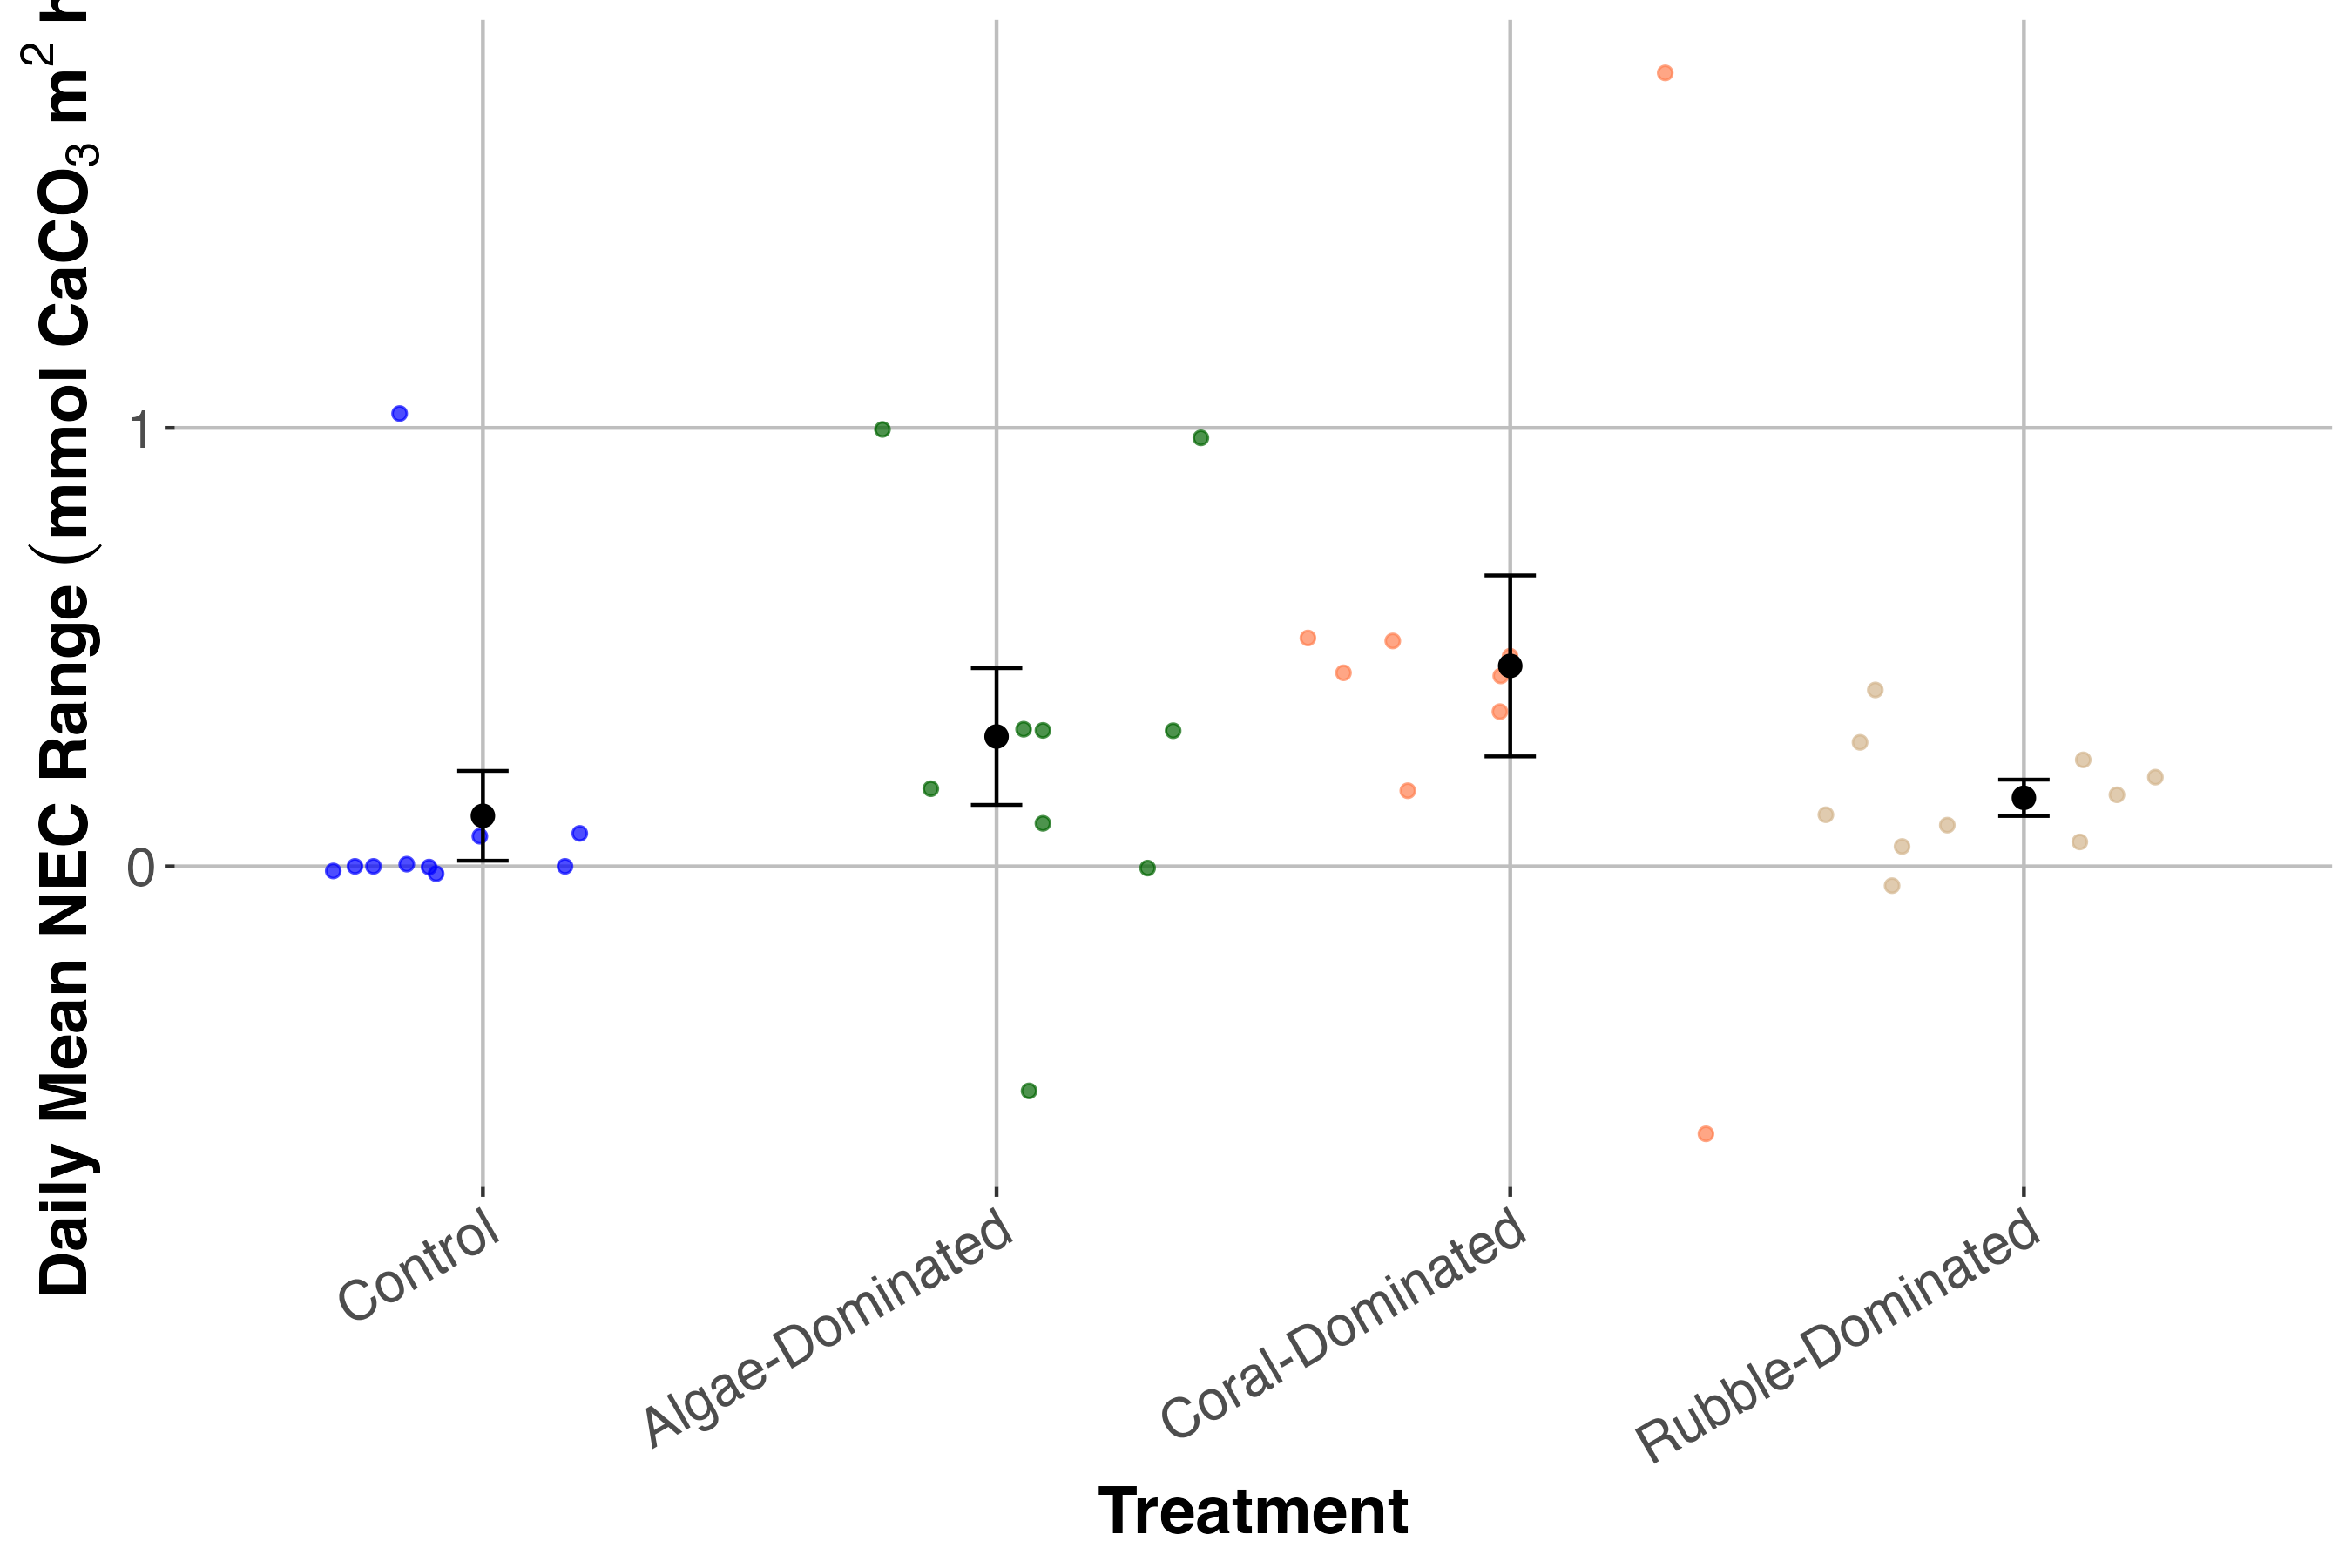 Daily Mean NEC Range (mmol CaCO₃ m² h
1
0
Control
Algae-Dominated
Coral-Dominated
Rubble-Dominated
Treatment